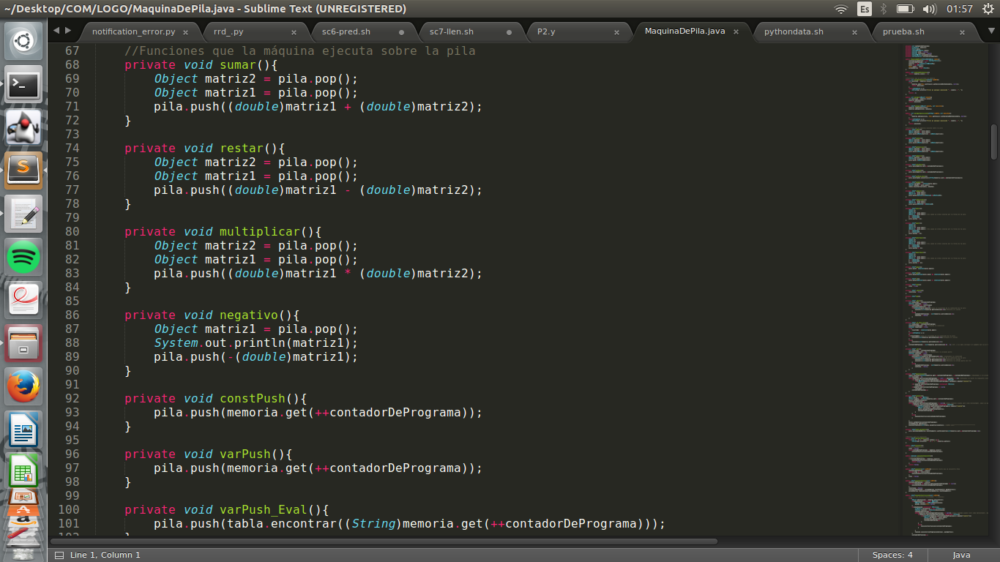 ~/Desktop/COM/LOGO/MaquinaDePila.java - Sublime Text (UNREGISTERED)
Es
01:57
notification_error.py
rrd_.py
sc6-pred.sh
sc7-llen.sh
P2.y
MaquinaDePila.java
pythondata.sh
prueba.sh
67 //Funciones que la máquina ejecuta sobre la pila
68 private void sumar(){
69 Object matriz2 = pila.pop();
70 Object matriz1 = pila.pop();
71 pila.push((double)matriz1 + (double)matriz2);
72 }
73
74 private void restar(){
75 Object matriz2 = pila.pop();
76 Object matriz1 = pila.pop();
77 pila.push((double)matriz1 - (double)matriz2);
78 }
79
80 private void multiplicar(){
81 Object matriz2 = pila.pop();
82 Object matriz1 = pila.pop();
83 pila.push((double)matriz1 * (double)matriz2);
84 }
85
86 private void negativo(){
87 Object matriz1 = pila.pop();
88 System.out.println(matriz1);
89 pila.push(-(double)matriz1);
90 }
91
92 private void constPush(){
93 pila.push(memoria.get(++contadorDePrograma));
94 }
95
96 private void varPush(){
97 pila.push(memoria.get(++contadorDePrograma));
98 }
99
100 private void varPush_Eval(){
101 pila.push(tabla.encontrar((String)memoria.get(++contadorDePrograma)));
Line 1, Column 1
Spaces: 4
Java